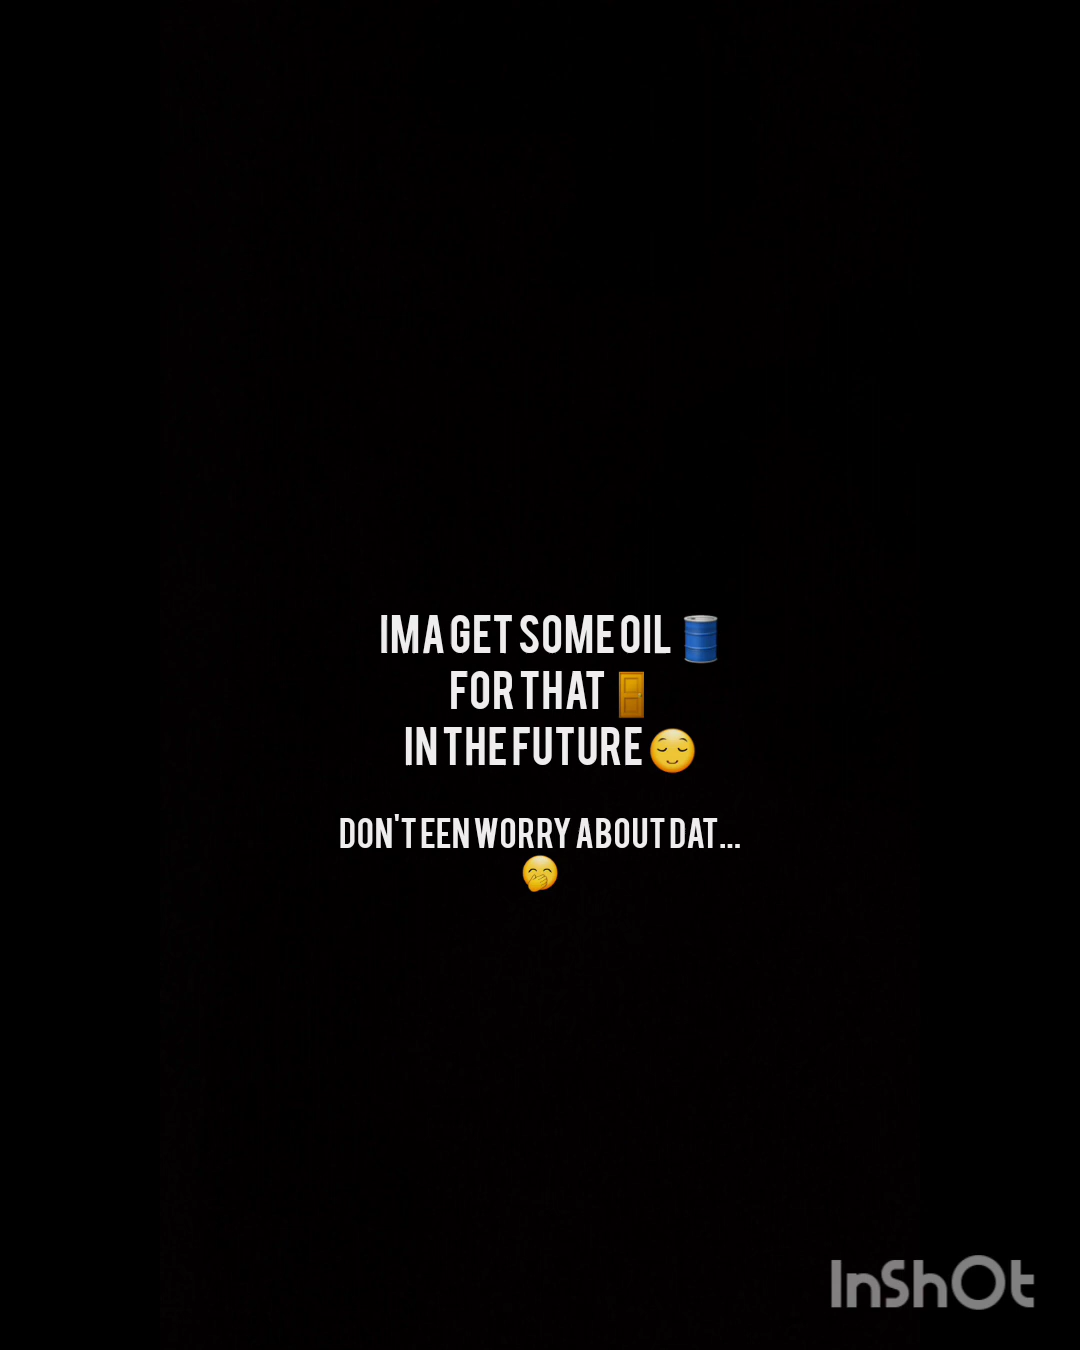 IMA GET SOME OIL 🛢️
FOR THAT 🚪
IN THE FUTURE 😌
DON'T EEN WORRY ABOUT DAT...
🤭
InShOt